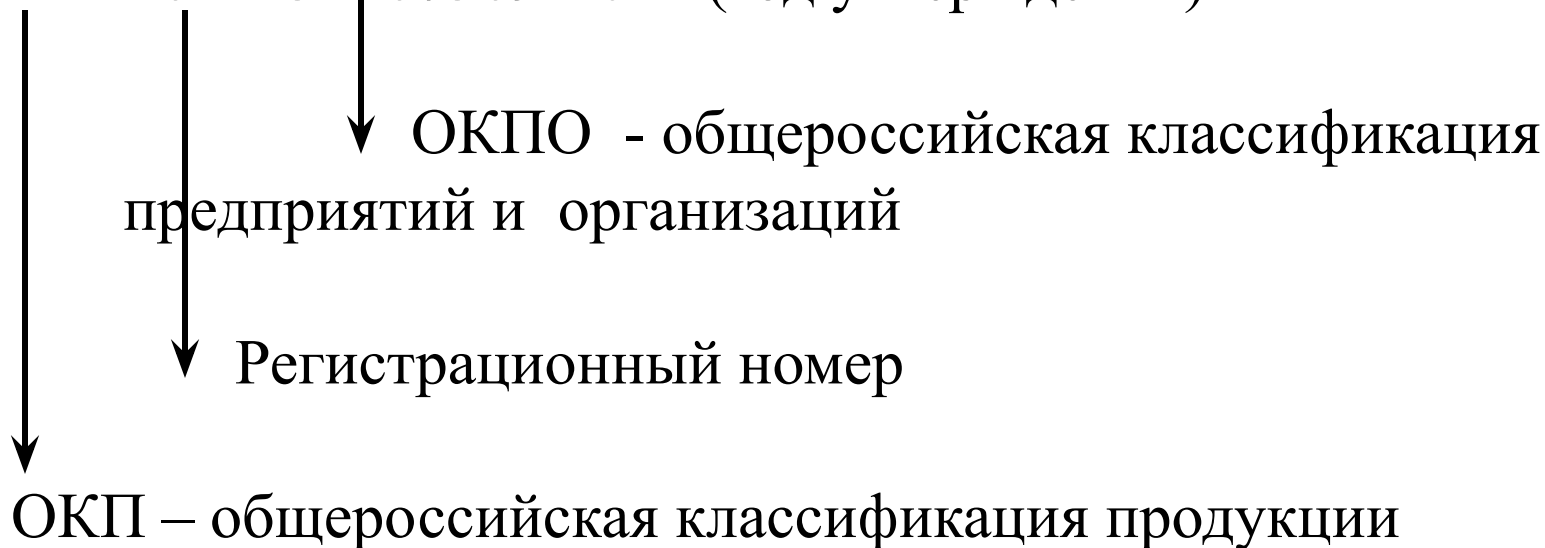 ОКПО - общероссийская классификация
предприятий и организаций
Регистрационный номер
ОКП – общероссийская классификация продукции